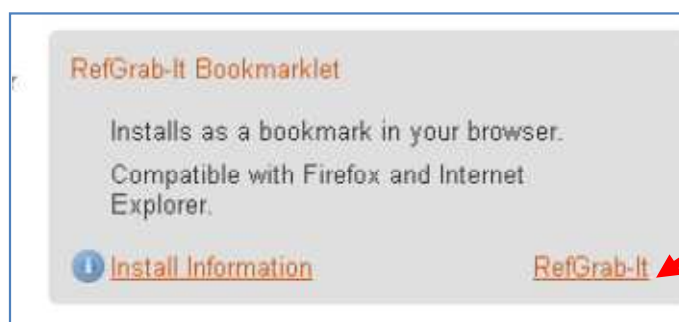 RefGrab-It Bookmarklet
Installs as a bookmark in your browser.
Compatible with Firefox and Internet
Explorer.
Install Information
RefGrab-It